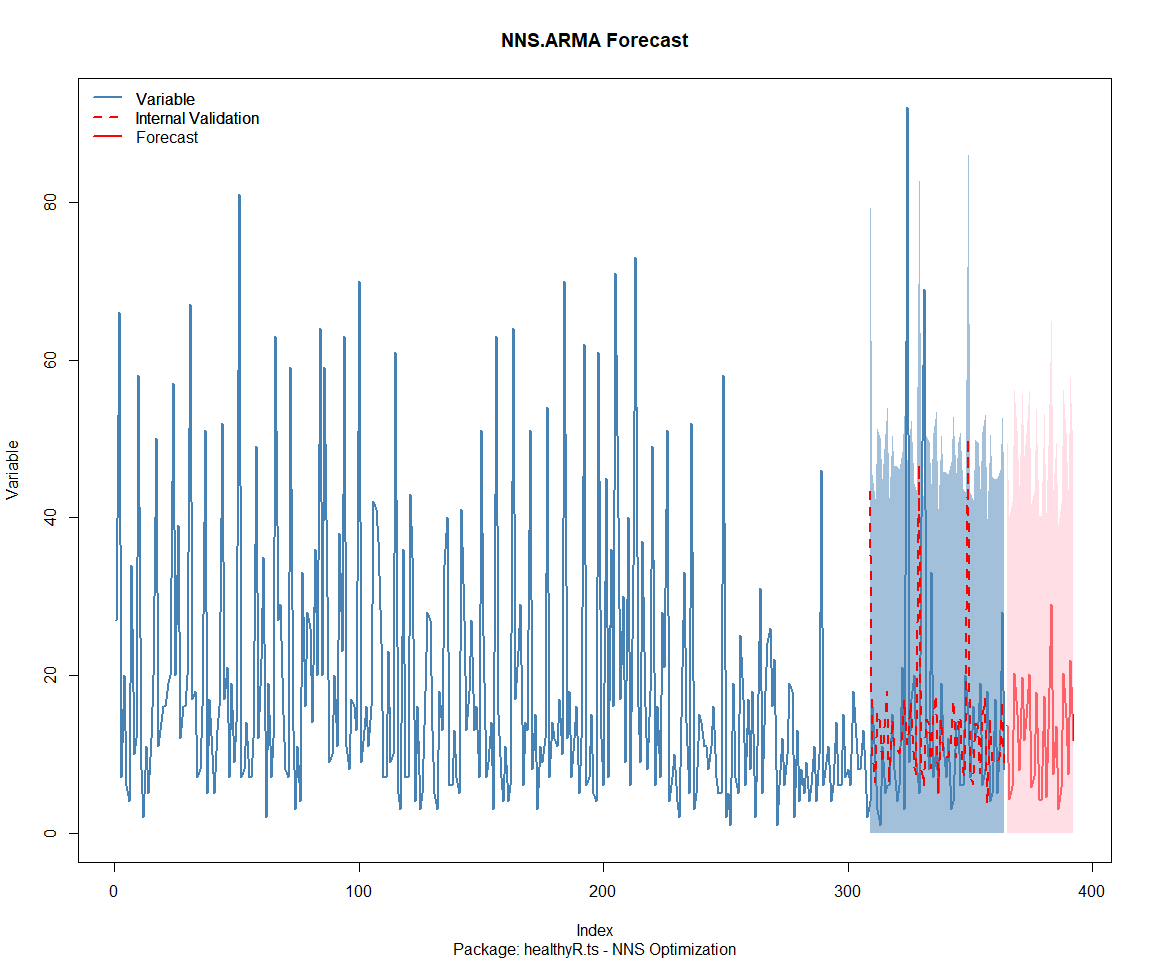 NNS.ARMA Forecast
Variable
Internal Validation
Forecast
80
60
40
20
0
Variable
0
100
200
300
400
Index
Package: healthyR.ts - NNS Optimization